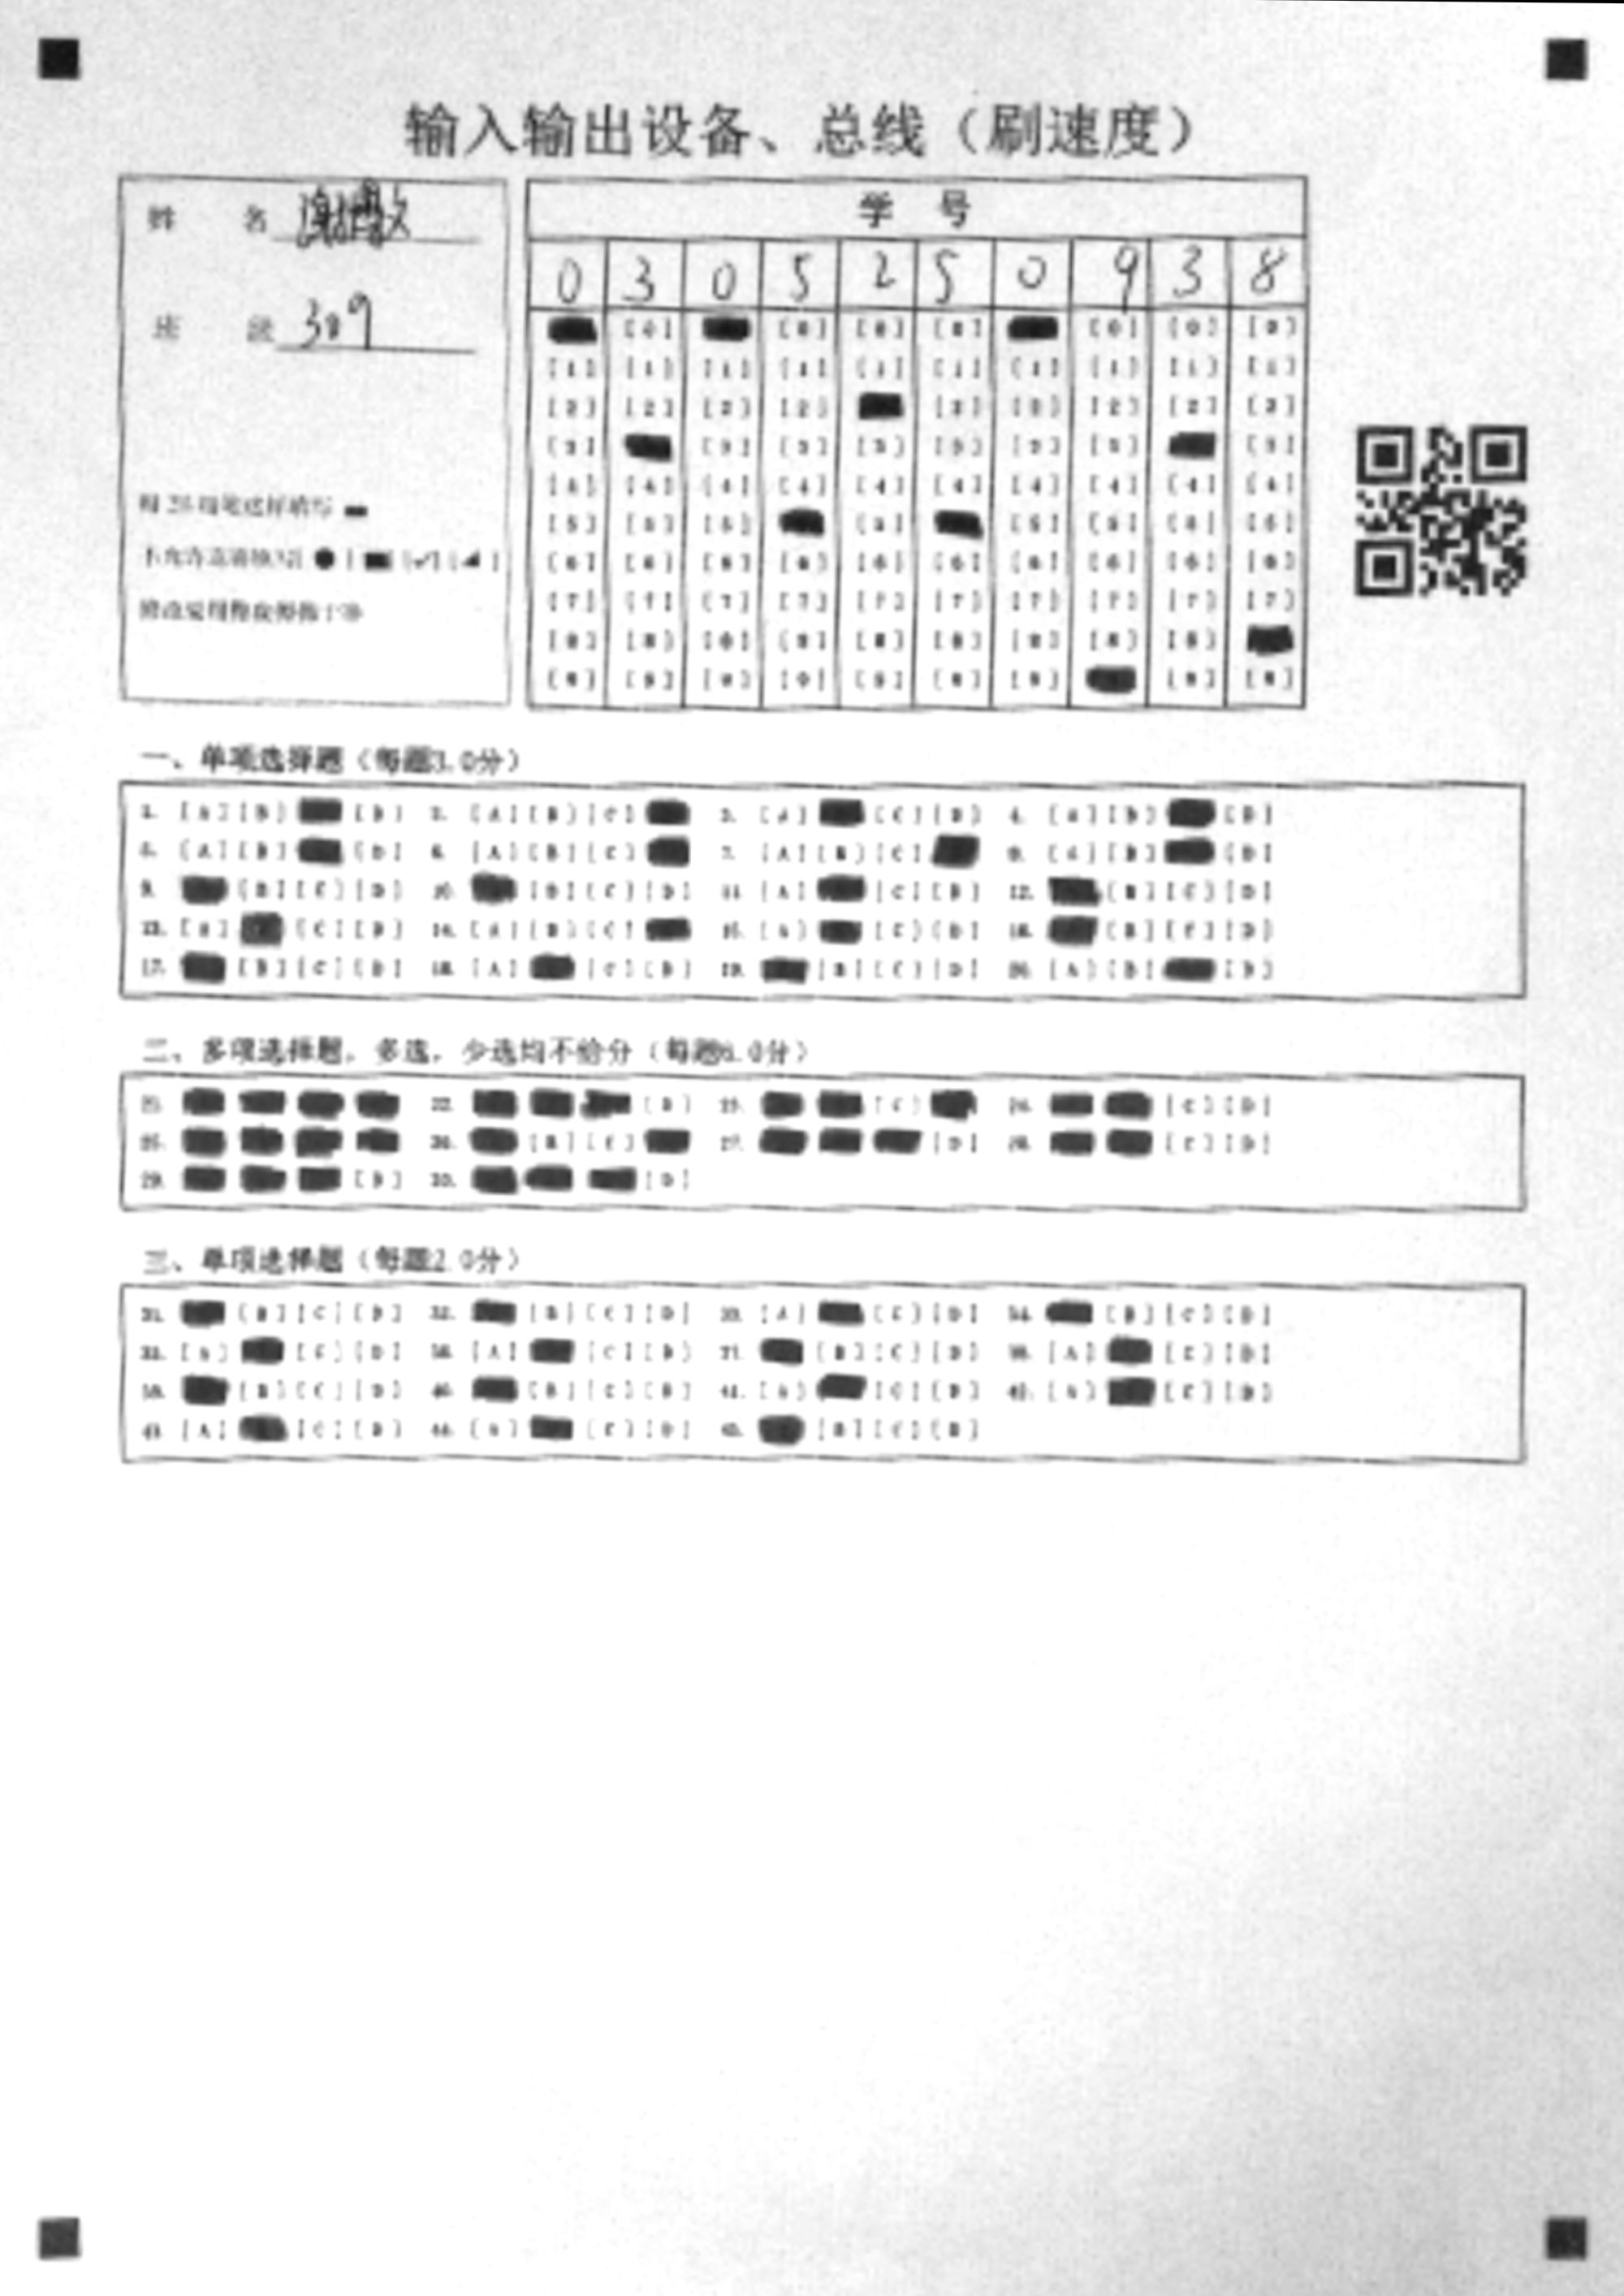 输入输出设备、总线（刷速度）
姓 名
班 级 309
学 号
0 3 0 5 2 5 0 9 3 8
[0] [0] [0] [0] [0] [0] [0]
[1] [1] [1] [1] [1] [1] [1] [1] [1] [1]
[2] [2] [2] [2] [2] [2] [2] [2] [2]
[3] [3] [3] [3] [3] [3] [3] [3]
[4] [4] [4] [4] [4] [4] [4] [4] [4] [4]
[5] [5] [5] [5] [5] [5] [5] [5]
[6] [6] [6] [6] [6] [6] [6] [6] [6] [6]
[7] [7] [7] [7] [7] [7] [7] [7] [7] [7]
[8] [8] [8] [8] [8] [8] [8] [8] [8]
[9] [9] [9] [9] [9] [9] [9] [9] [9]
一、单项选择题（每题3.0分）
1. [A][B] [D] 2. [A][B][C] 3. [A] [C][D] 4. [A][B] [D]
5. [A][B] [D] 6. [A][B][C] 7. [A][B][C] 8. [A][B] [D]
9. [B][C][D] 10. [B][C][D] 11. [A] [C][D] 12. [B][C][D]
13. [A] [C][D] 14. [A][B][C] 15. [A] [C][D] 16. [B][C][D]
17. [B][C][D] 18. [A] [C][D] 19. [B][C][D] 20. [A][B] [D]
二、多项选择题，多选，少选均不给分（每题6.0分）
21. 22. [D] 23. [C] 24. [C][D]
25. 26. [B][C] 27. [D] 28. [C][D]
29. [D] 30. [D]
三、单项选择题（每题2.0分）
31. [B][C][D] 32. [B][C][D] 33. [A] [C][D] 34. [B][C][D]
35. [A] [C][D] 36. [A] [C][D] 37. [B][C][D] 38. [A] [C][D]
39. [B][C][D] 40. [B][C][D] 41. [A] [C][D] 42. [A] [C][D]
43. [A] [C][D] 44. [A] [C][D] 45. [B][C][D]